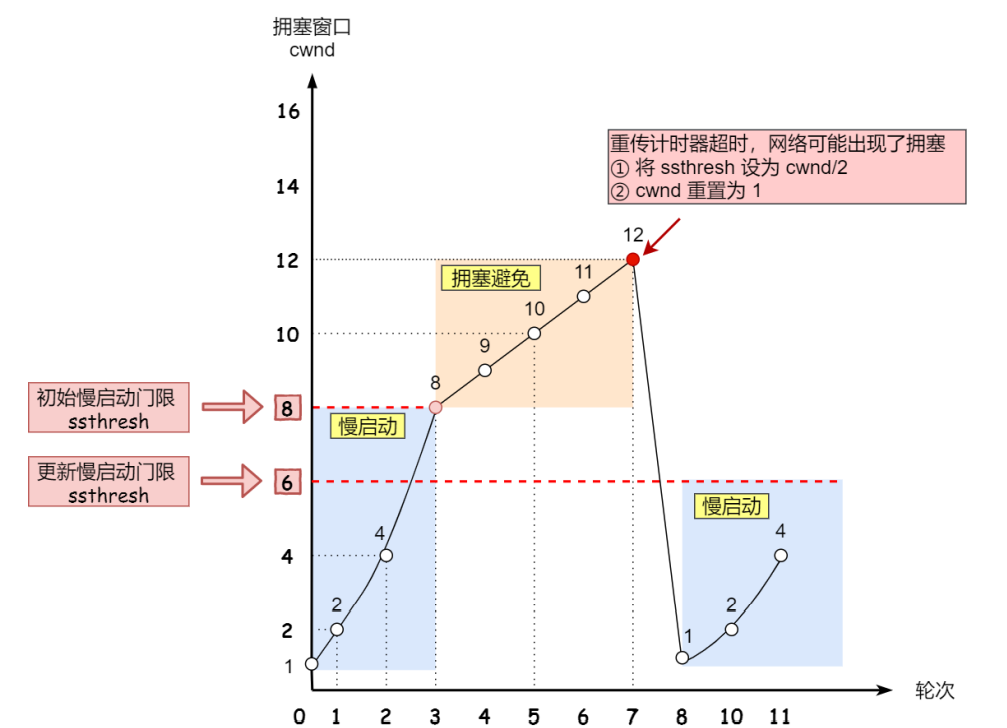 拥塞窗口
cwnd
16
重传计时器超时，网络可能出现了拥塞
① 将 ssthresh 设为 cwnd/2
② cwnd 重置为 1
14
12
12
拥塞避免
11
10
10
9
8
初始慢启动门限
ssthresh
8
慢启动
更新慢启动门限
ssthresh
6
慢启动
4
4
4
2
2
2
1
1
轮次
0 1 2 3 4 5 6 7 8 10 11